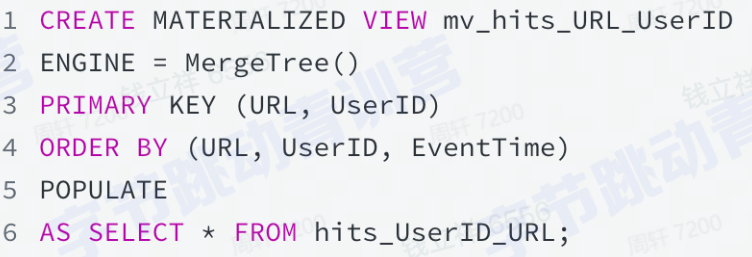 1 CREATE MATERIALIZED VIEW mv_hits_URL_UserID
2 ENGINE = MergeTree()
3 PRIMARY KEY (URL, UserID)
4 ORDER BY (URL, UserID, EventTime)
5 POPULATE
6 AS SELECT * FROM hits_UserID_URL;
字节跳动青训营
钱立祥 6556
周轩 7200